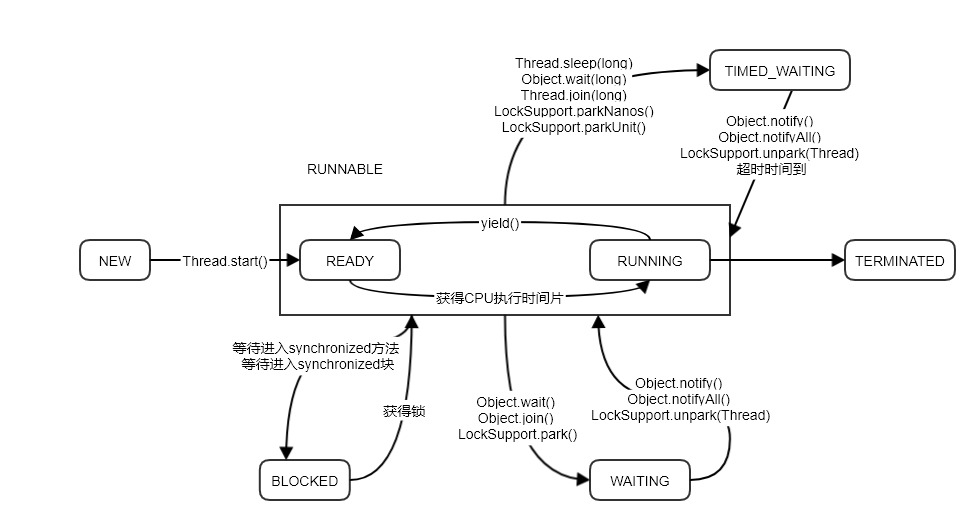 Thread.sleep(long)
Object.wait(long)
Thread.join(long)
LockSupport.parkNanos()
LockSupport.parkUnit()
TIMED_WAITING
Object.notify()
Object.notifyAll()
LockSupport.unpark(Thread)
超时时间到
RUNNABLE
yield()
NEW
Thread.start()
READY
RUNNING
TERMINATED
获得CPU执行时间片
等待进入synchronized方法
等待进入synchronized块
获得锁
Object.wait()
Object.join()
LockSupport.park()
Object.notify()
Object.notifyAll()
LockSupport.unpark(Thread)
BLOCKED
WAITING